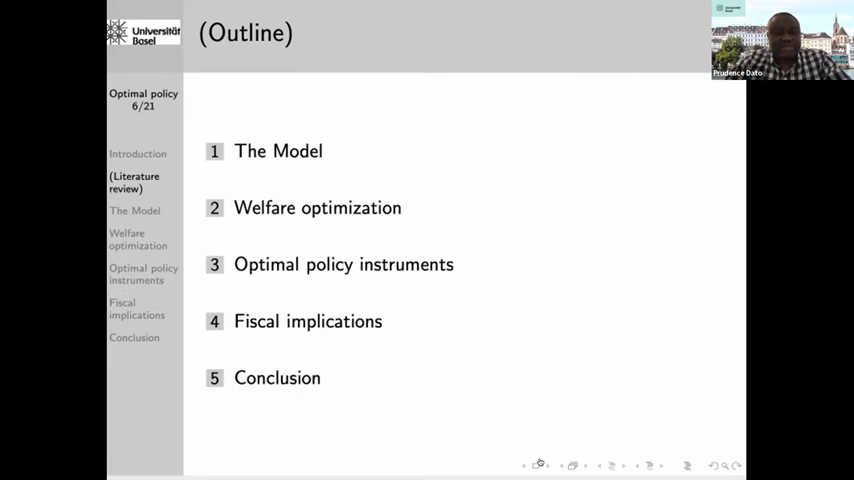 Universität
Basel
(Outline)
Optimal policy
6/21
Introduction
(Literature
review)
The Model
Welfare
optimization
Optimal policy
instruments
Fiscal
implications
Conclusion
1 The Model
2 Welfare optimization
3 Optimal policy instruments
4 Fiscal implications
5 Conclusion
Prudence Dato